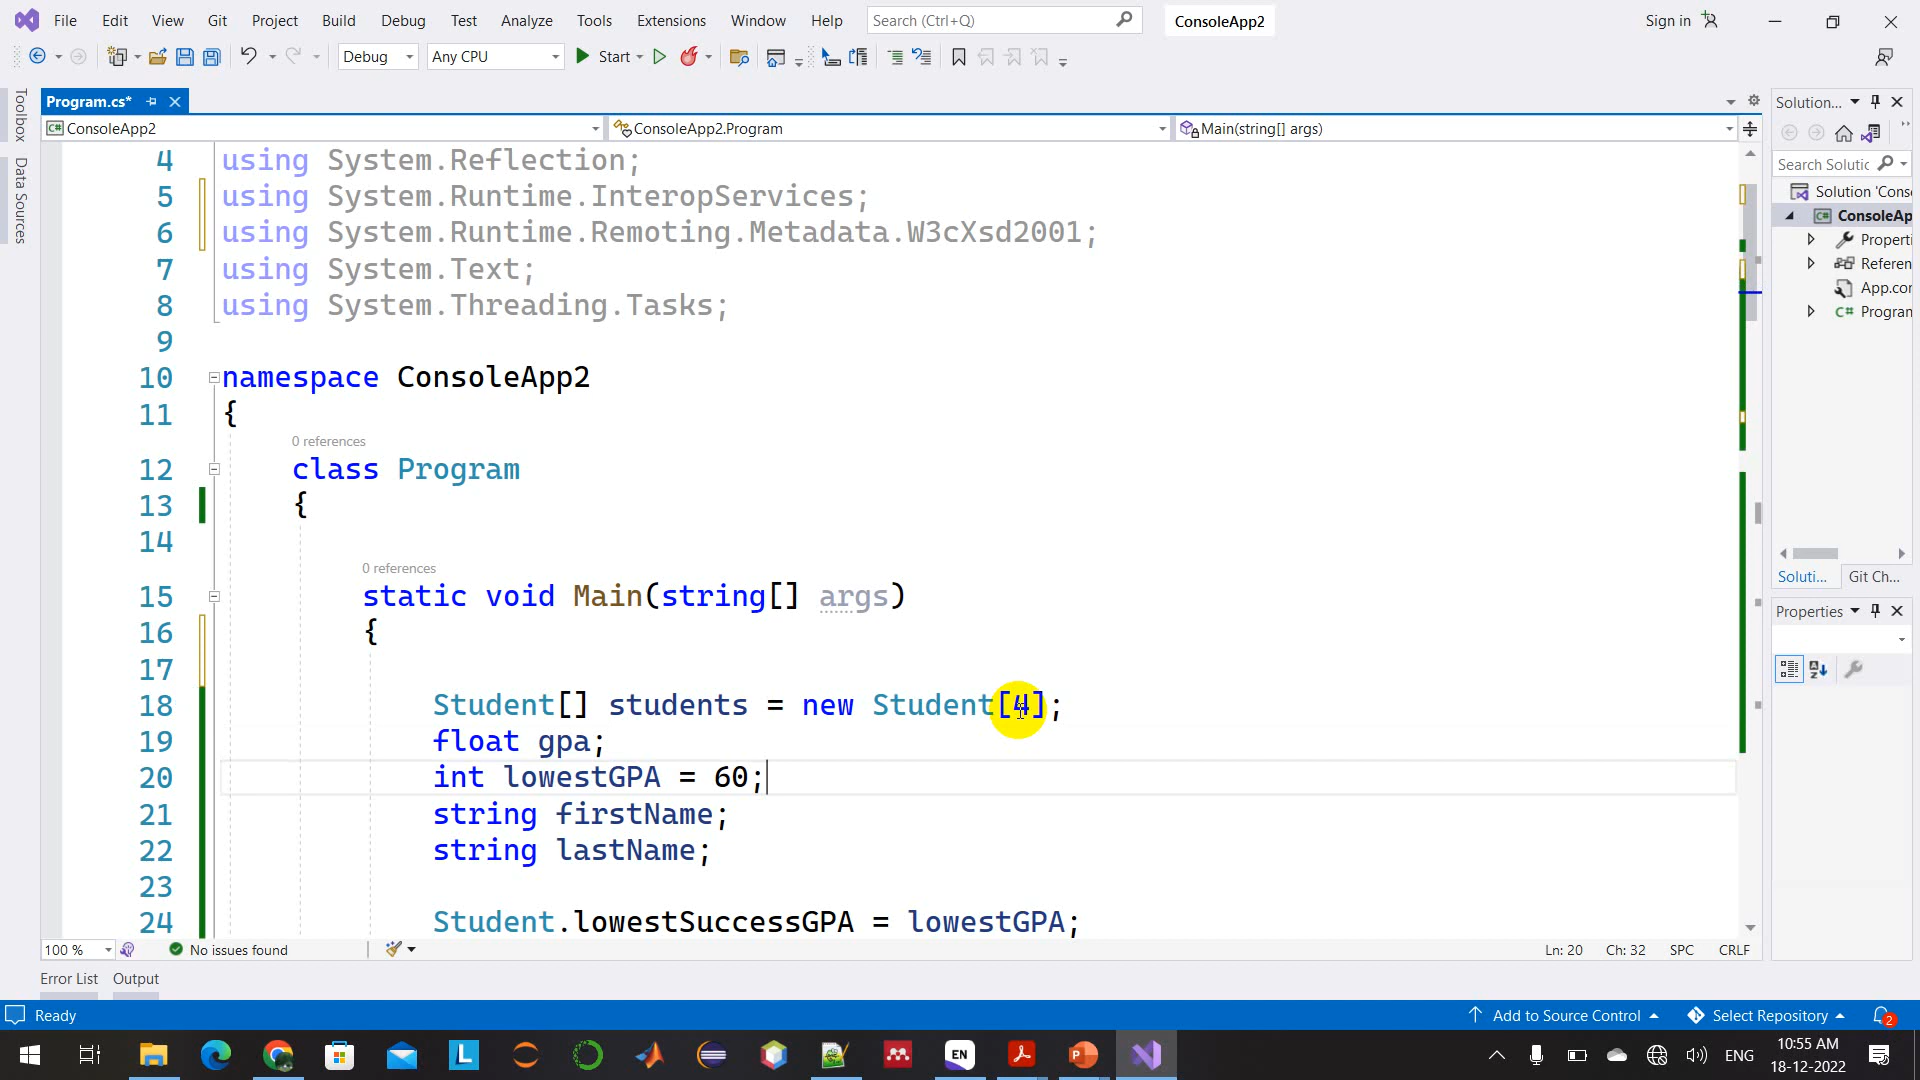 File Edit View Git Project Build Debug Test Analyze Tools Extensions Window Help Search (Ctrl+Q) ConsoleApp2 Sign in
Debug Any CPU Start
Toolbox
Data Sources
Program.cs*
ConsoleApp2 ConsoleApp2.Program Main(string[] args)
4 using System.Reflection;
5 using System.Runtime.InteropServices;
6 using System.Runtime.Remoting.Metadata.W3cXsd2001;
7 using System.Text;
8 using System.Threading.Tasks;
9
10 namespace ConsoleApp2
11 {
0 references
12 class Program
13 {
14
0 references
15 static void Main(string[] args)
16 {
17
18 Student[] students = new Student[4];
19 float gpa;
20 int lowestGPA = 60;
21 string firstName;
22 string lastName;
23
24 Student.lowestSuccessGPA = lowestGPA;
100 % No issues found Ln: 20 Ch: 32 SPC CRLF
Solution...
Search Solutic
Solution 'Cons
C# ConsoleAp
Properti
Referen
App.cor
C# Progran
Soluti... Git Ch...
Properties
Error List Output
Ready Add to Source Control Select Repository 2
L EN P ENG 10:55 AM
18-12-2022